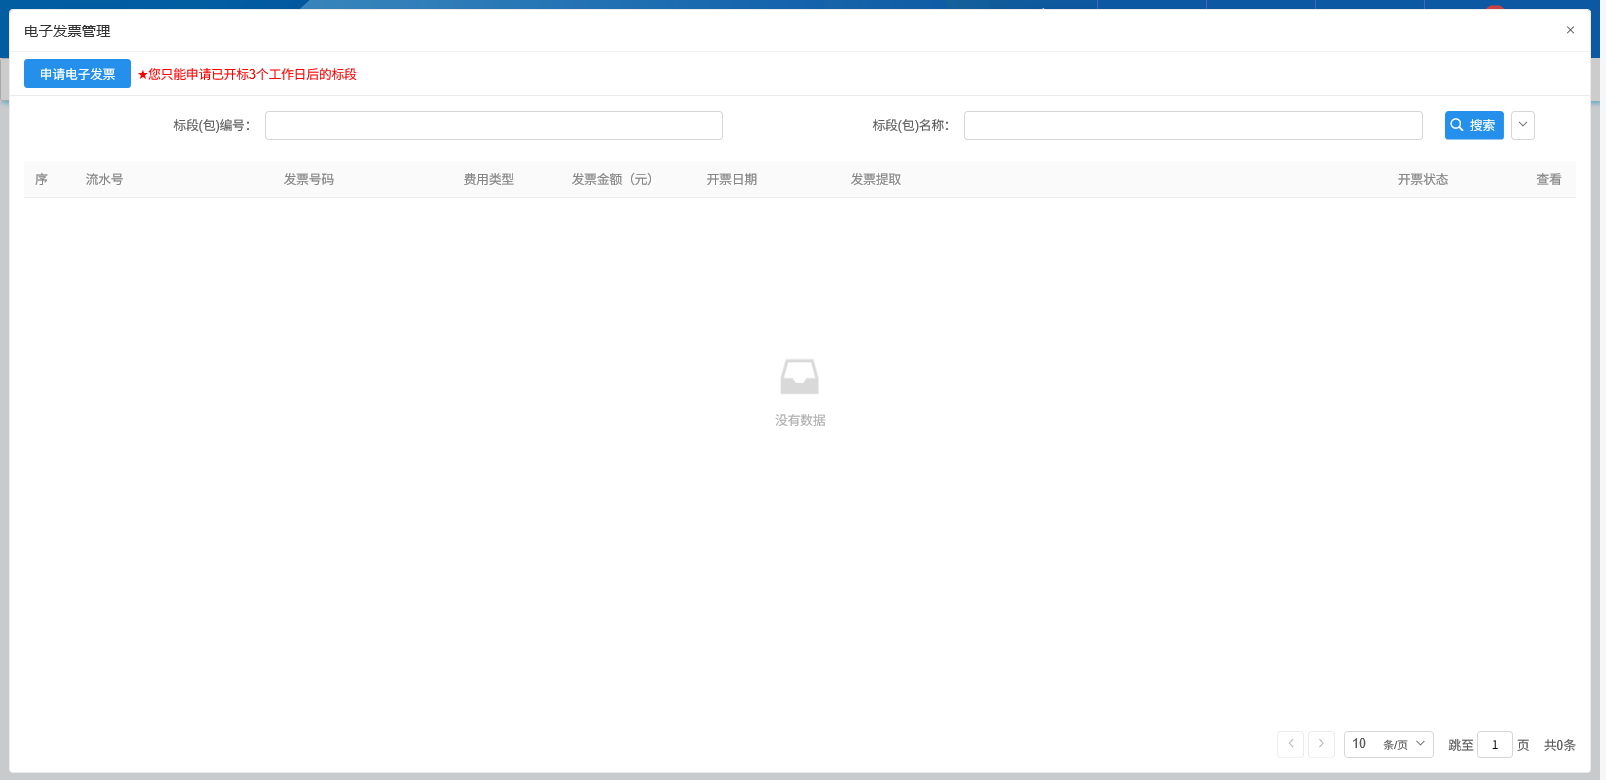 电子发票管理
×
申请电子发票 ★您只能申请已开标3个工作日后的标段
标段(包)编号： 标段(包)名称： 搜索
序 流水号 发票号码 费用类型 发票金额（元） 开票日期 发票提取 开票状态 查看
没有数据
10 条/页 跳至 1 页 共0条